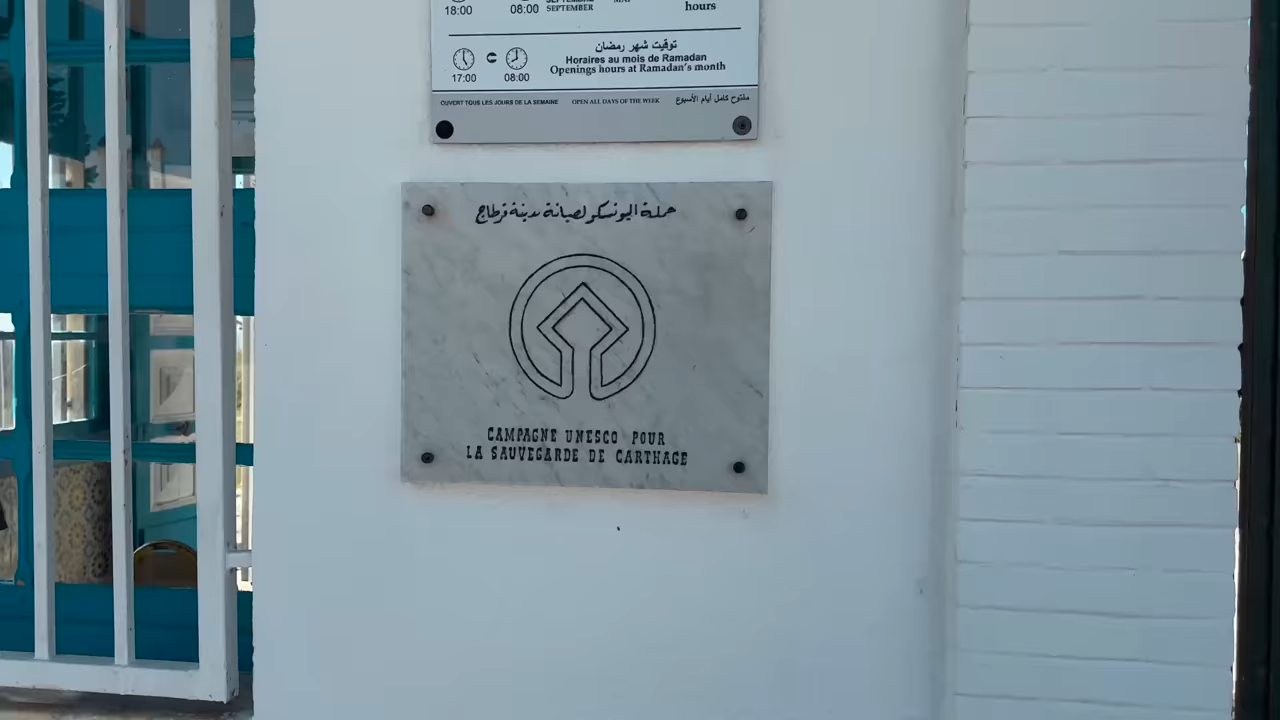 18:00 08:00 SEPTEMBER hours
توقيت شهر رمضان
Horaires au mois de Ramadan
Openings hours at Ramadan's month
17:00 08:00
OUVERT TOUS LES JOURS DE LA SEMAINE OPEN ALL DAYS OF THE WEEK مفتوح كامل أيام الأسبوع
حملة اليونسكو لصيانة مدينة قرطاج
CAMPAGNE UNESCO POUR
LA SAUVEGARDE DE CARTHAGE